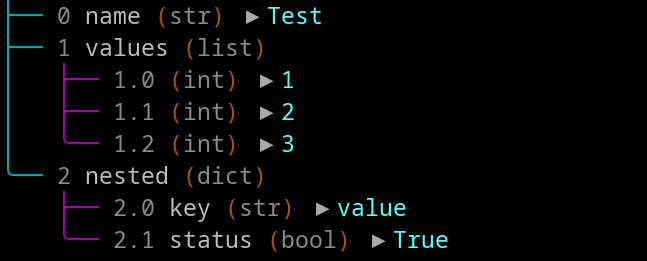 0 name (str) ▶ Test
1 values (list)
1.0 (int) ▶ 1
1.1 (int) ▶ 2
1.2 (int) ▶ 3
2 nested (dict)
2.0 key (str) ▶ value
2.1 status (bool) ▶ True